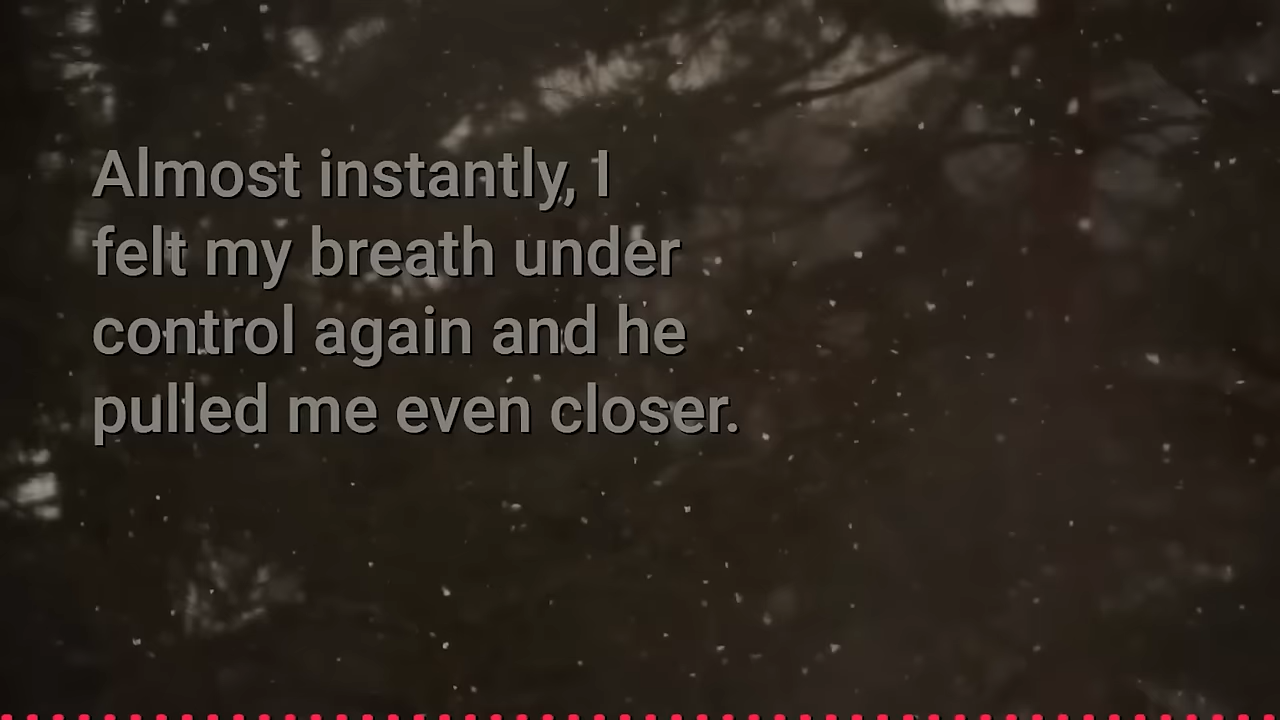 Almost instantly, I
felt my breath under
control again and he
pulled me even closer.